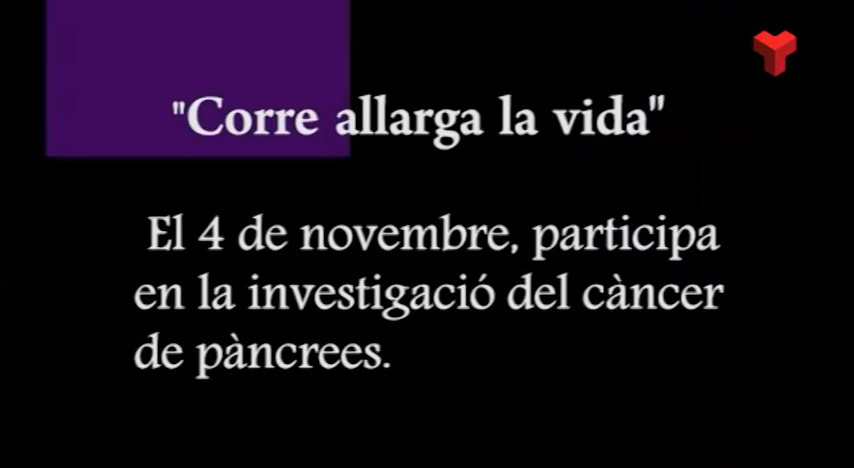 "Corre allarga la vida"
El 4 de novembre, participa
en la investigació del càncer
de pàncrees.